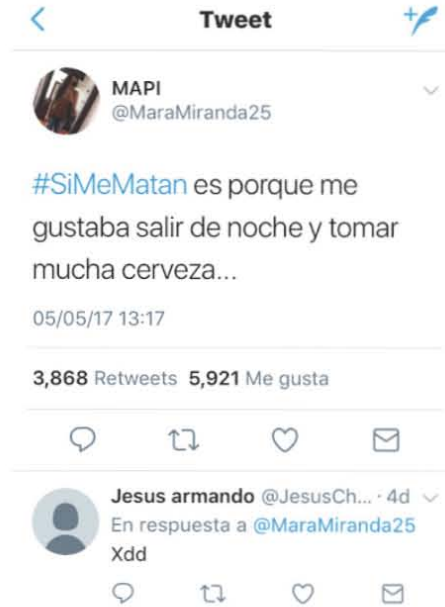 Tweet
MAPI
@MaraMiranda25
#SiMeMatan es porque me
gustaba salir de noche y tomar
mucha cerveza...
05/05/17 13:17
3,868 Retweets 5,921 Me gusta
Jesus armando @JesusCh... · 4d
En respuesta a @MaraMiranda25
Xdd